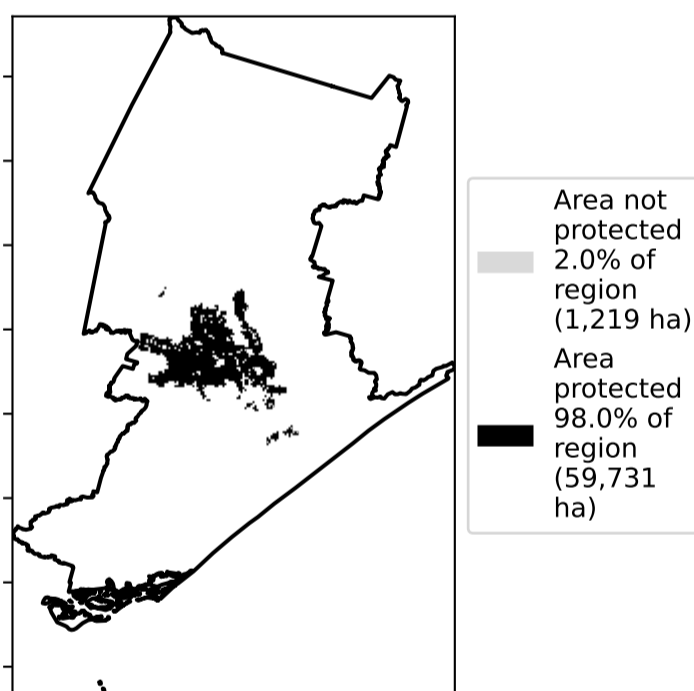 Area not
protected
2.0% of
region
(1,219 ha)
Area
protected
98.0% of
region
(59,731
ha)